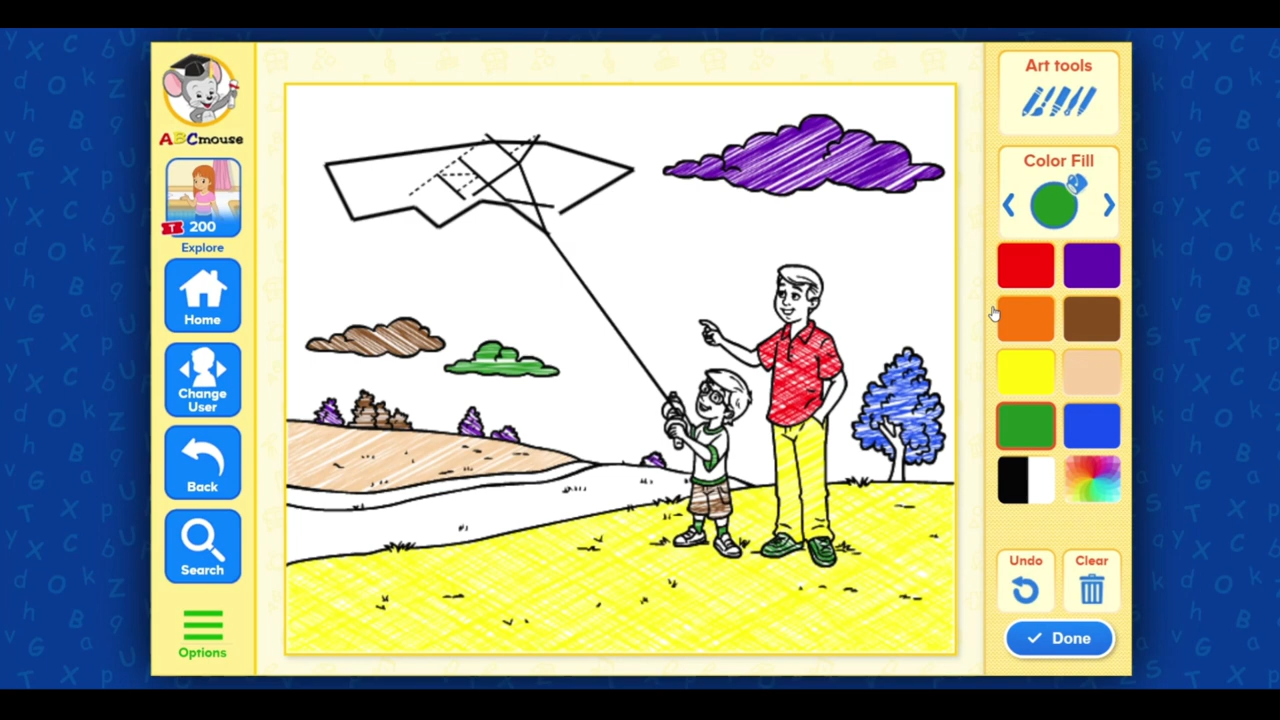 ABCmouse
T 200
Explore
Home
Change
User
Back
Search
Options
Art tools
Color Fill
Undo
Clear
Done